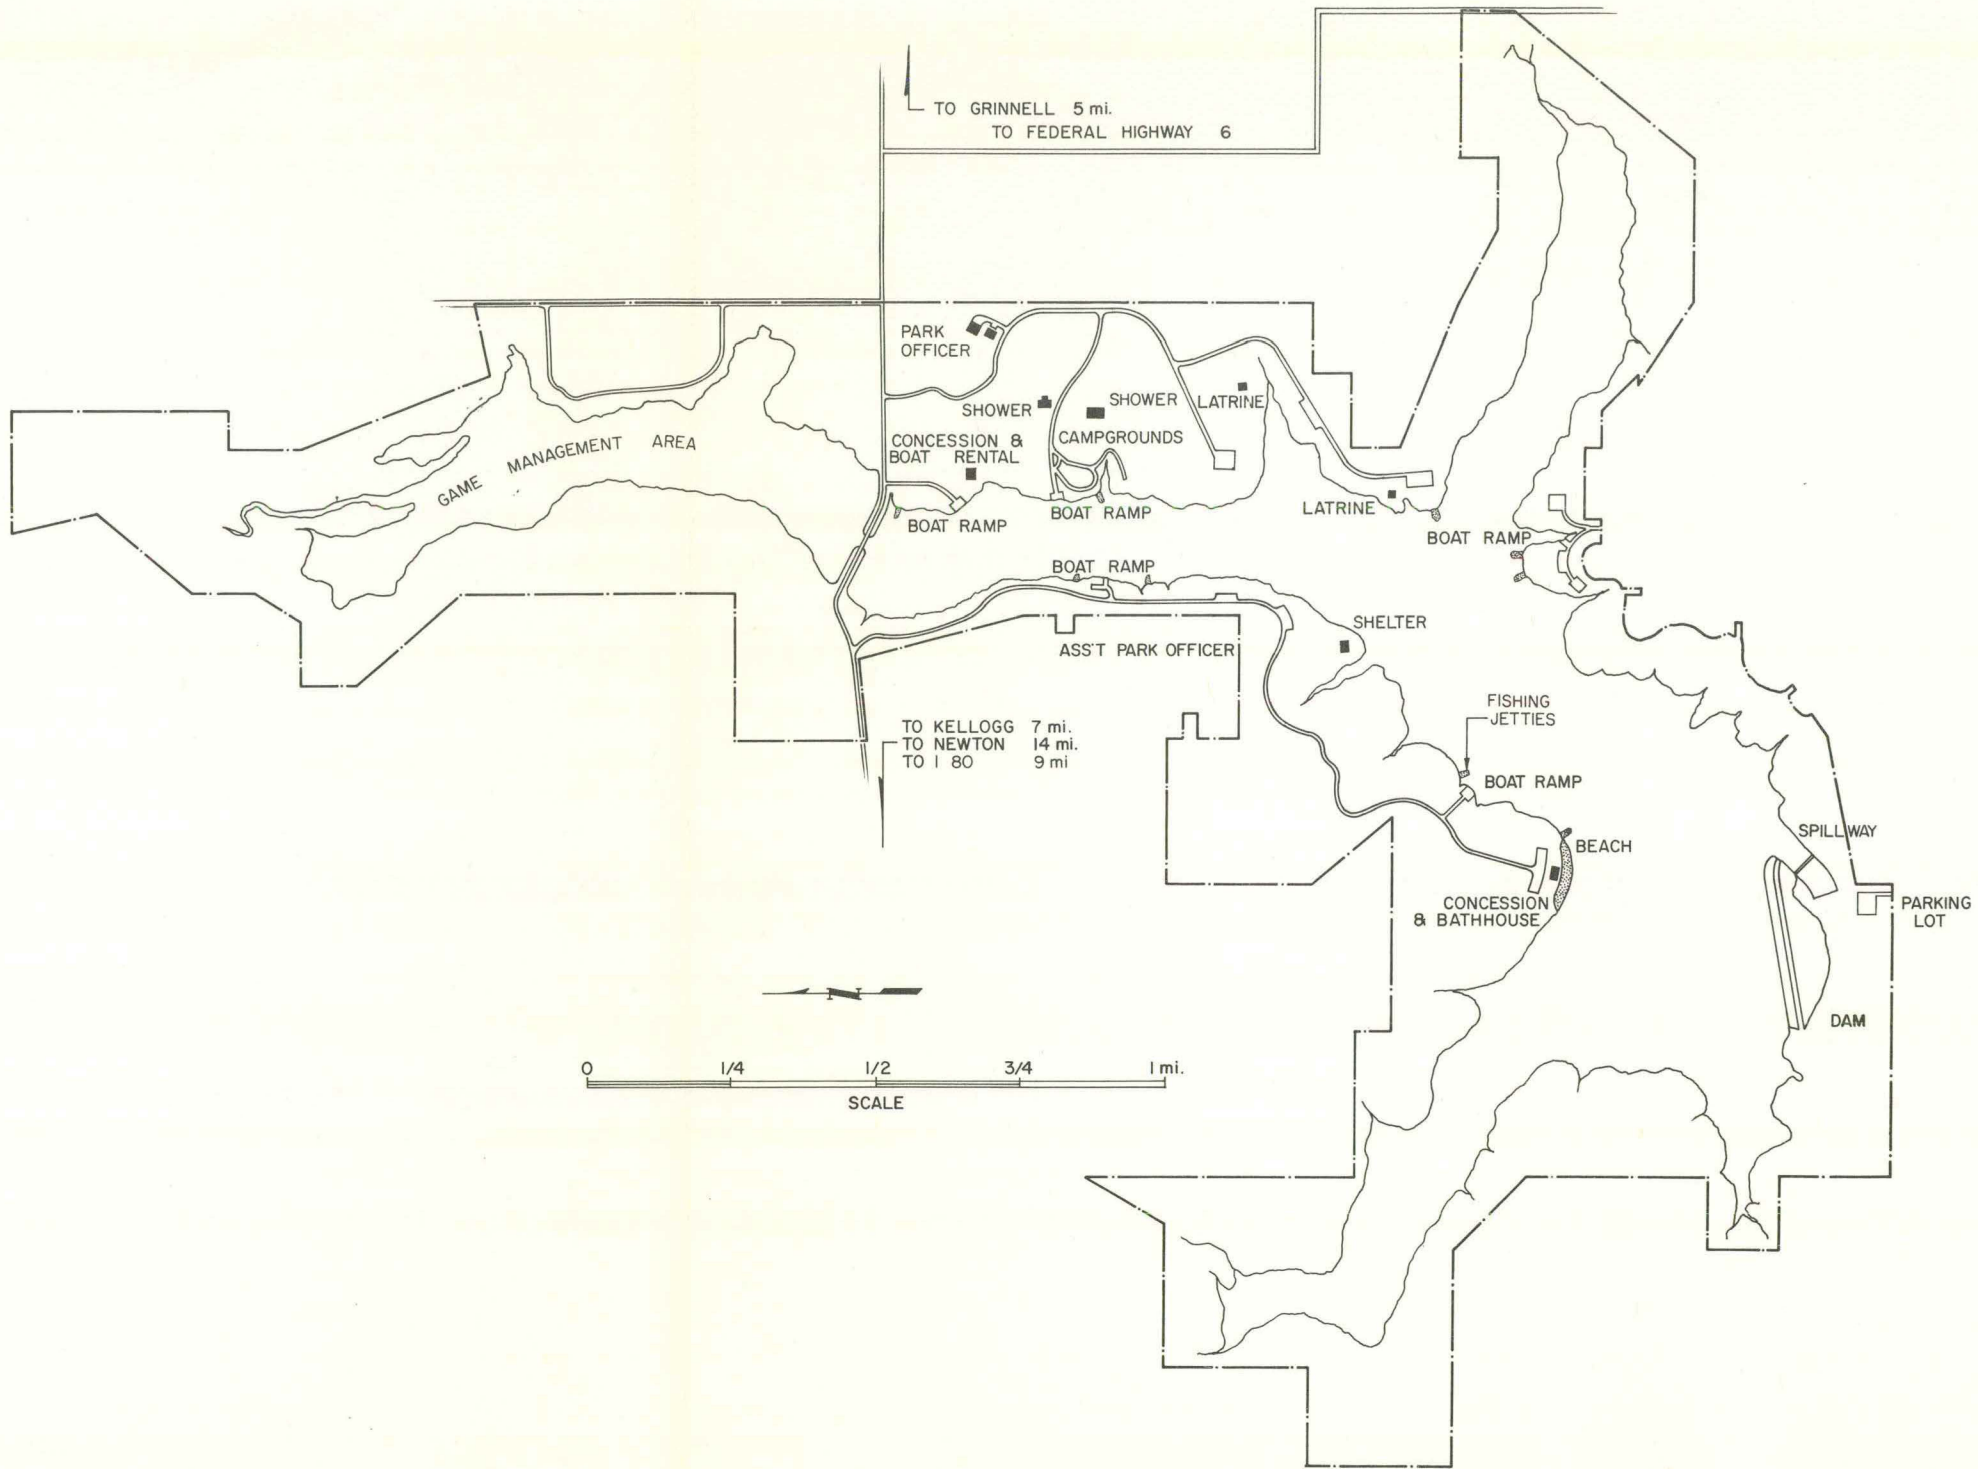 TO GRINNELL 5 mi.
TO FEDERAL HIGHWAY 6
PARK
OFFICER
SHOWER
SHOWER
LATRINE
CONCESSION &
BOAT RENTAL
CAMPGROUNDS
GAME MANAGEMENT AREA
BOAT RAMP
BOAT RAMP
LATRINE
BOAT RAMP
BOAT RAMP
SHELTER
ASS'T PARK OFFICER
TO KELLOGG 7 mi.
TO NEWTON 14 mi.
TO I 80 9 mi
FISHING
JETTIES
BOAT RAMP
SPILLWAY
BEACH
CONCESSION
& BATHHOUSE
PARKING
LOT
N
DAM
0 1/4 1/2 3/4 1 mi.
SCALE